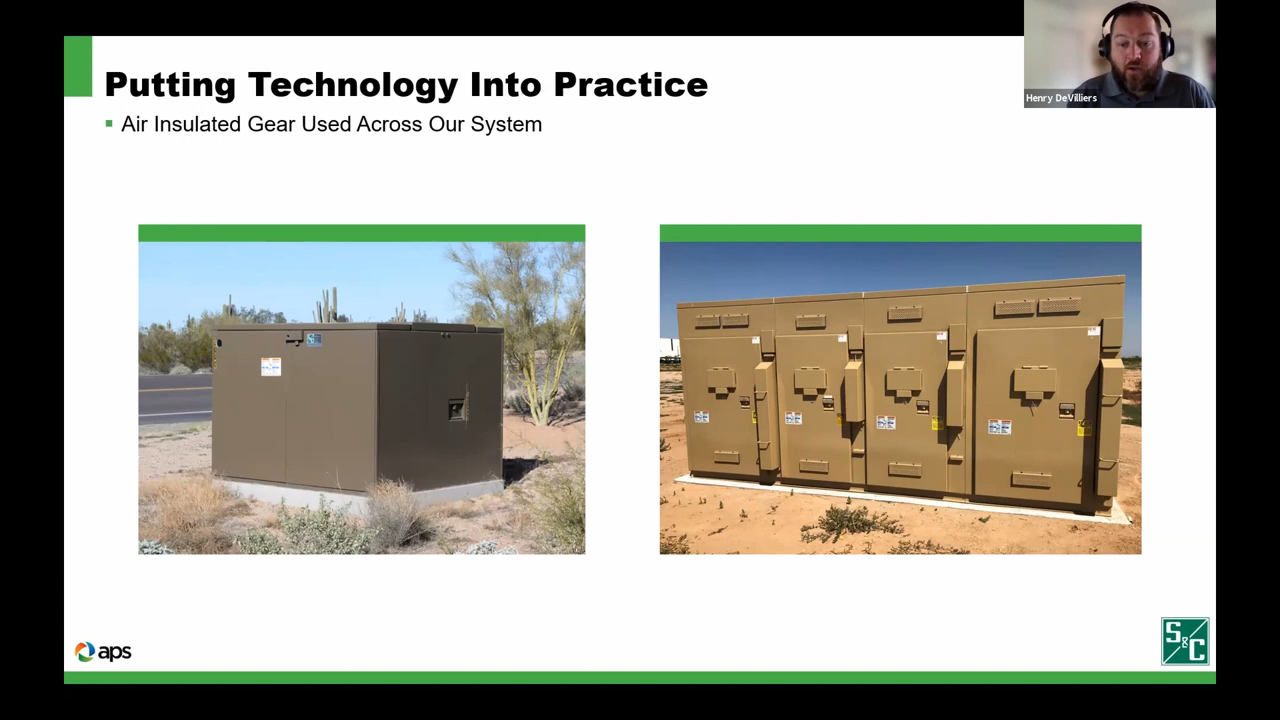 Putting Technology Into Practice
Air Insulated Gear Used Across Our System
Henry DeVilliers
aps
S&C